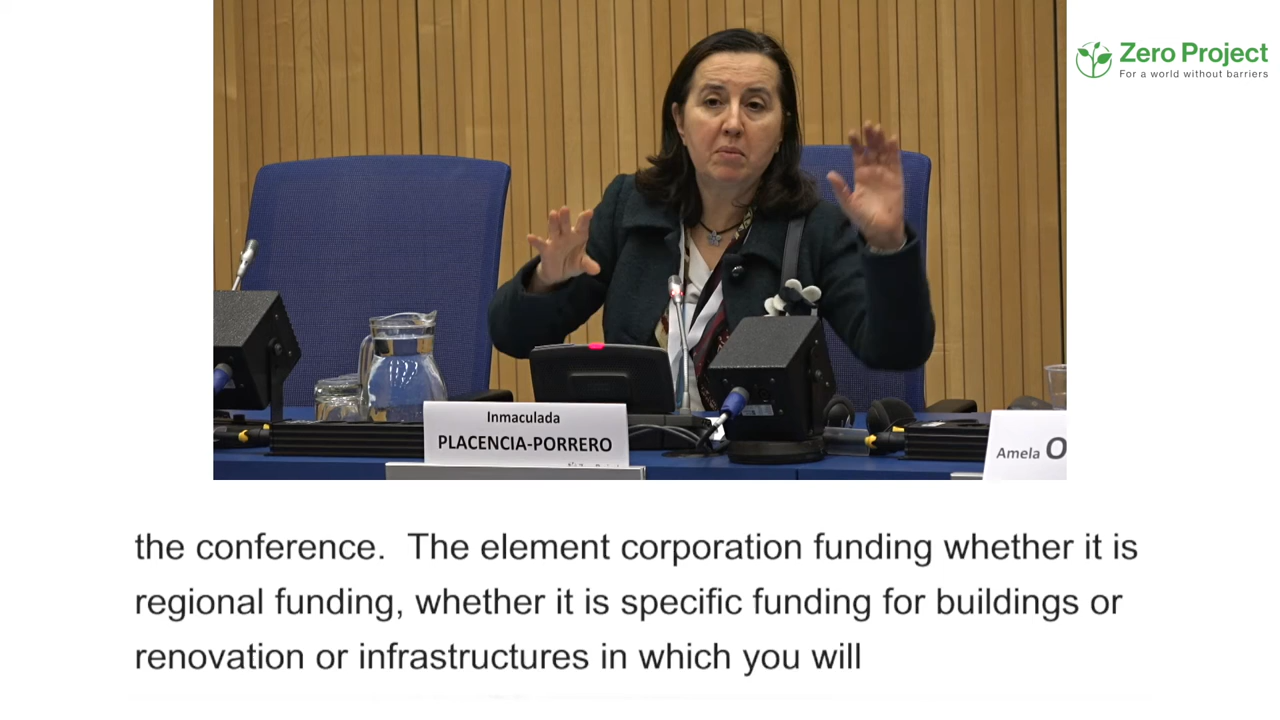 Zero Project
For a world without barriers
Inmaculada
PLACENCIA-PORRERO
Amela O
the conference. The element corporation funding whether it is
regional funding, whether it is specific funding for buildings or
renovation or infrastructures in which you will